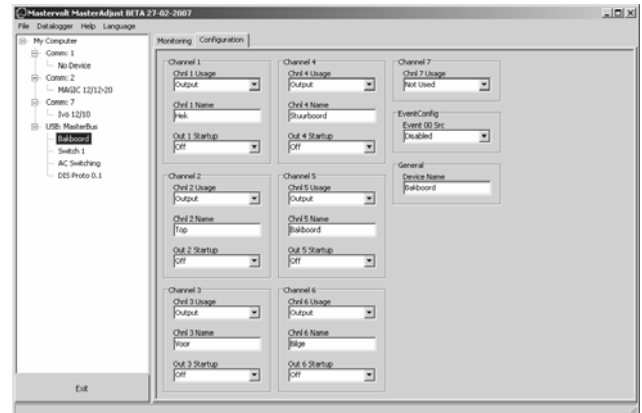 Mastervolt MasterAdjust BETA 27-02-2007
File Datalogger Help Language
My Computer
Comm: 1
No Device
Comm: 2
MAGIC 12/12-20
Comm: 7
Ivo 12/10
USB: MasterBus
Bakboord
Switch 1
AC Switching
DIS Proto 0.1
Exit
Monitoring Configuration
Channel 1
Chnl 1 Usage
Output
Chnl 1 Name
Hek
Out 1 Startup
Off
Channel 2
Chnl 2 Usage
Output
Chnl 2 Name
Top
Out 2 Startup
Off
Channel 3
Chnl 3 Usage
Output
Chnl 3 Name
Voor
Out 3 Startup
Off
Channel 4
Chnl 4 Usage
Output
Chnl 4 Name
Stuurboord
Out 4 Startup
Off
Channel 5
Chnl 5 Usage
Output
Chnl 5 Name
Bakboord
Out 5 Startup
Off
Channel 6
Chnl 6 Usage
Output
Chnl 6 Name
Bilge
Out 6 Startup
Off
Channel 7
Chnl 7 Usage
Not Used
EventConfig
Event 00 Src
Disabled
General
Device Name
Bakboord